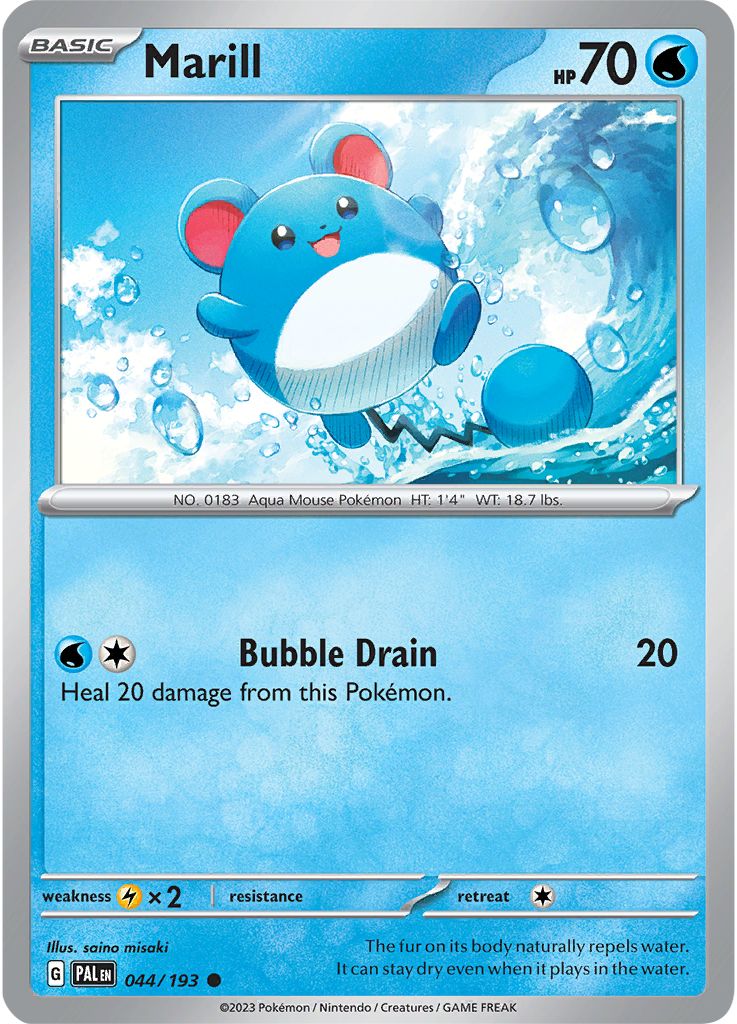 BASIC
Marill
HP 70
NO. 0183 Aqua Mouse Pokémon HT: 1'4" WT: 18.7 lbs.
Bubble Drain 20
Heal 20 damage from this Pokémon.
weakness ×2 resistance retreat
Illus. saino misaki
The fur on its body naturally repels water.
It can stay dry even when it plays in the water.
G PAL EN 044/193
©2023 Pokémon / Nintendo / Creatures / GAME FREAK